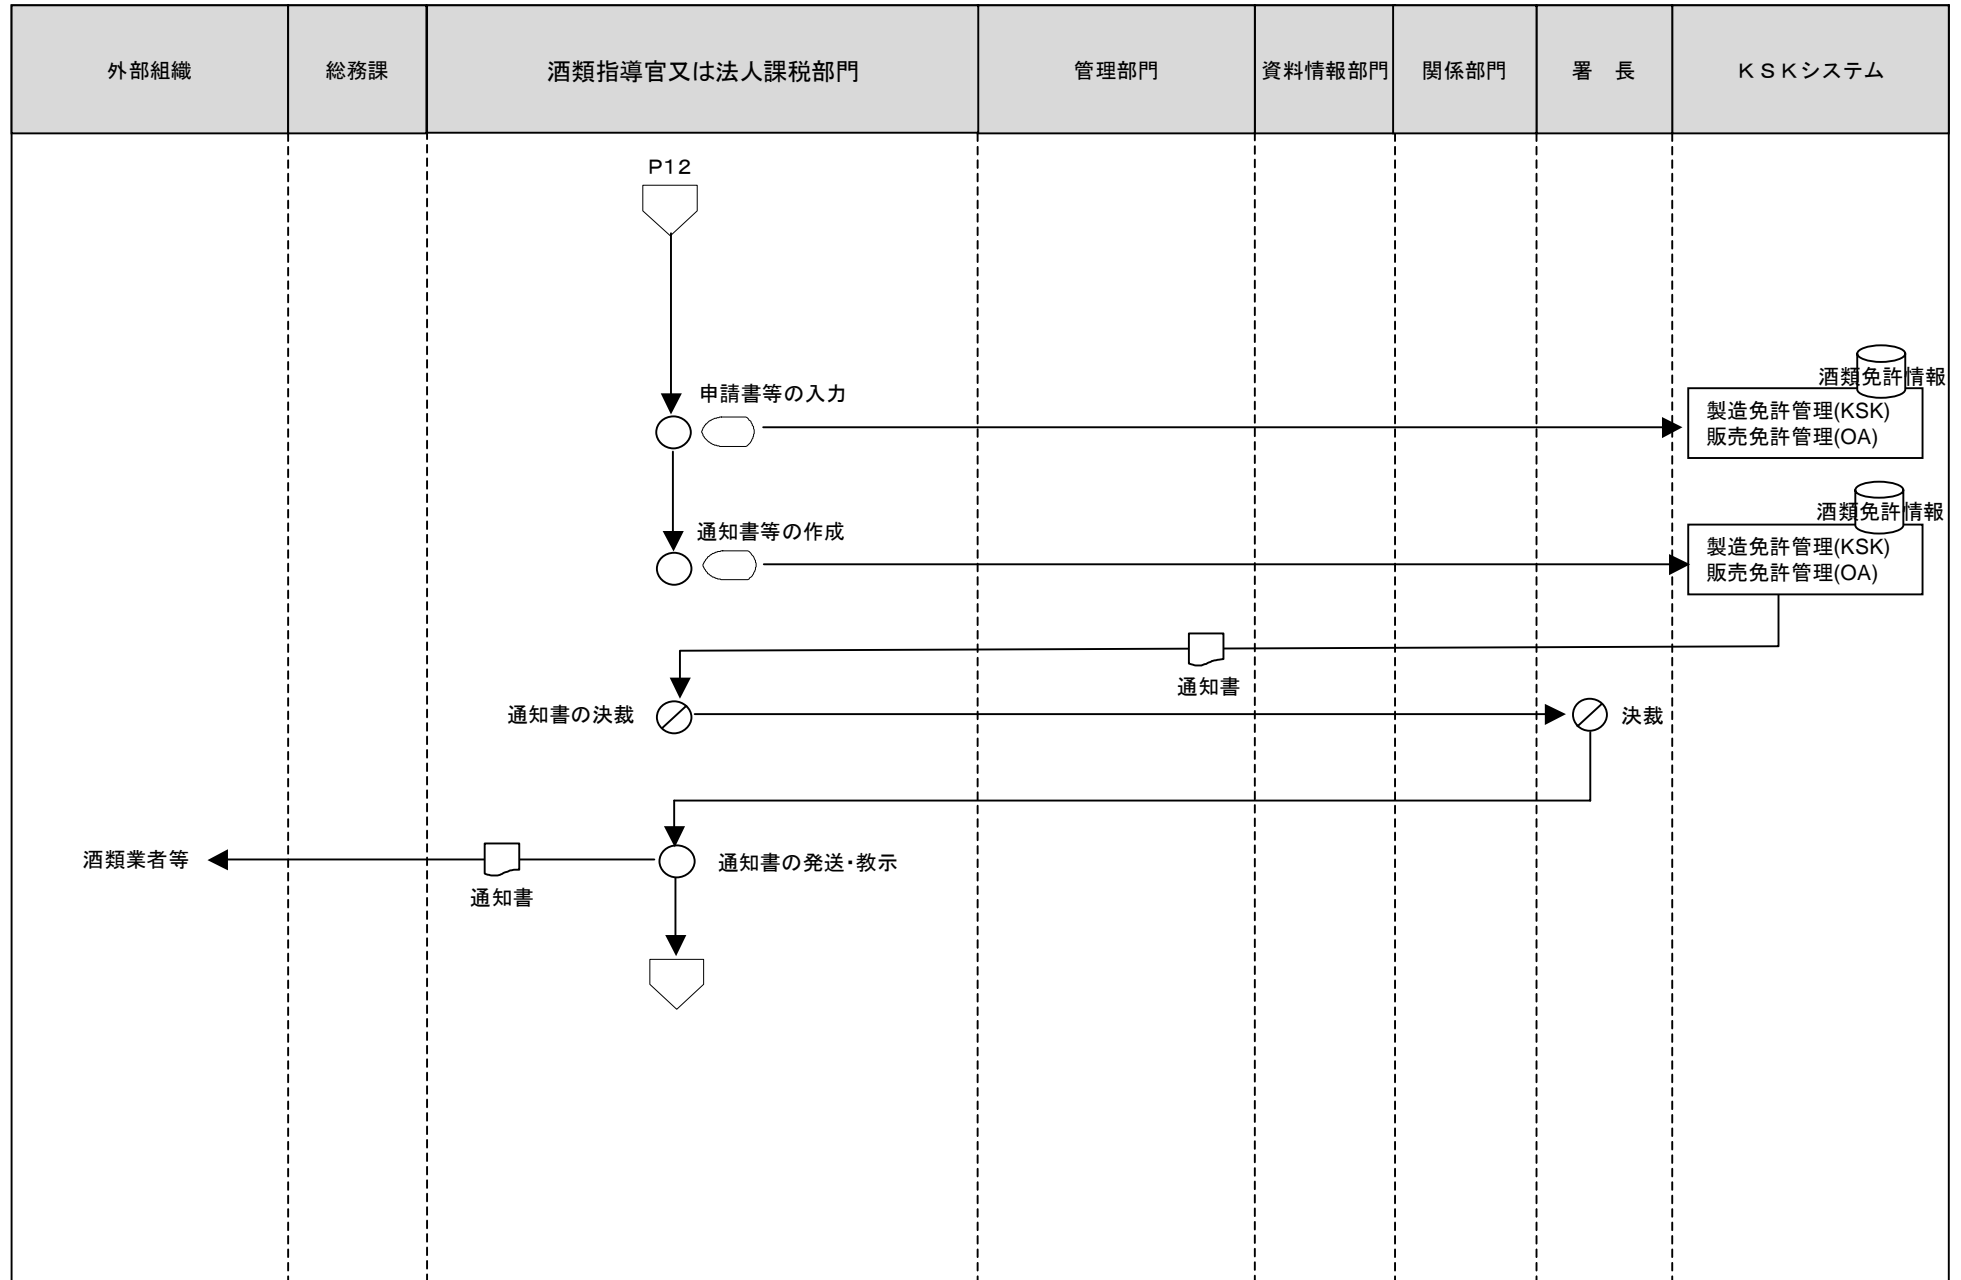 外部組織
総務課
酒類指導官又は法人課税部門
管理部門
資料情報部門
関係部門
署　長
ＫＳＫシステム
P12
申請書等の入力
酒類免許情報
製造免許管理(KSK)
販売免許管理(OA)
通知書等の作成
酒類免許情報
製造免許管理(KSK)
販売免許管理(OA)
通知書
通知書の決裁
決裁
酒類業者等
通知書の発送・教示
通知書